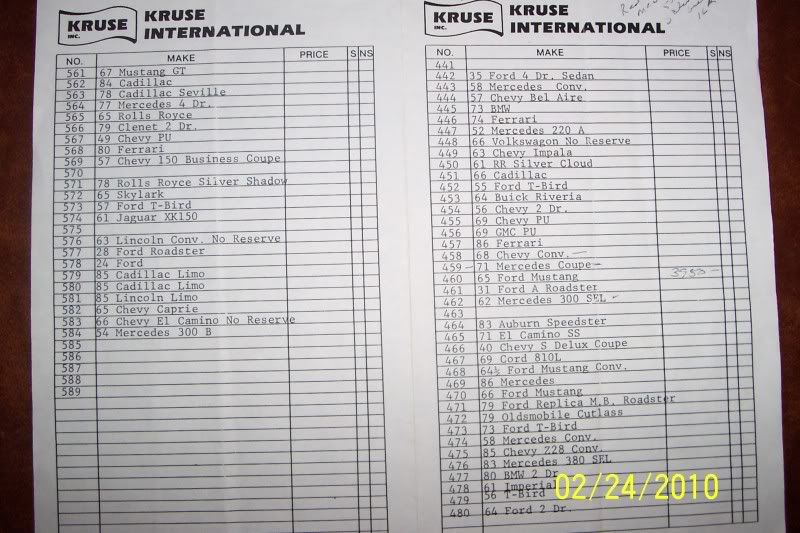 KRUSE INC.
KRUSE
INTERNATIONAL
NO. MAKE PRICE S NS
561 67 Mustang GT
562 84 Cadillac
563 78 Cadillac Seville
564 77 Mercedes 4 Dr.
565 65 Rolls Royce
566 79 Clenet 2 Dr.
567 49 Chevy PU
568 80 Ferrari
569 57 Chevy 150 Business Coupe
570
571 78 Rolls Royce Silver Shadow
572 65 Skylark
573 57 Ford T-Bird
574 61 Jaguar XK150
575
576 63 Lincoln Conv. No Reserve
577 28 Ford Roadster
578 24 Ford
579 85 Cadillac Limo
580 85 Cadillac Limo
581 85 Lincoln Limo
582 65 Chevy Caprie
583 66 Chevy El Camino No Reserve
584 54 Mercedes 300 B
585
586
587
588
589
KRUSE INC.
KRUSE
INTERNATIONAL
NO. MAKE PRICE S NS
441
442 35 Ford 4 Dr. Sedan
443 58 Mercedes Conv.
444 57 Chevy Bel Aire
445 73 BMW
446 74 Ferrari
447 52 Mercedes 220 A
448 66 Volkswagon No Reserve
449 63 Chevy Impala
450 61 RR Silver Cloud
451 66 Cadillac
452 55 Ford T-Bird
453 64 Buick Riveria
454 56 Chevy 2 Dr.
455 69 Chevy PU
456 69 GMC PU
457 86 Ferrari
458 68 Chevy Conv.
459 71 Mercedes Coupe
460 65 Ford Mustang
461 31 Ford A Roadster
462 62 Mercedes 300 SEL
463
464 83 Auburn Speedster
465 71 El Camino SS
466 40 Chevy S Delux Coupe
467 69 Cord 810L
468 64½ Ford Mustang Conv.
469 86 Mercedes
470 66 Ford Mustang
471 79 Ford Replica M.B. Roadster
472 79 Oldsmobile Cutlass
473 73 Ford T-Bird
474 58 Mercedes Conv.
475 85 Chevy Z28 Conv.
476 83 Mercedes 380 SEL
477 80 BMW 2 Dr
478 61 Imperial
479 56 T-Bird
480 64 Ford 2 Dr.
02/24/2010